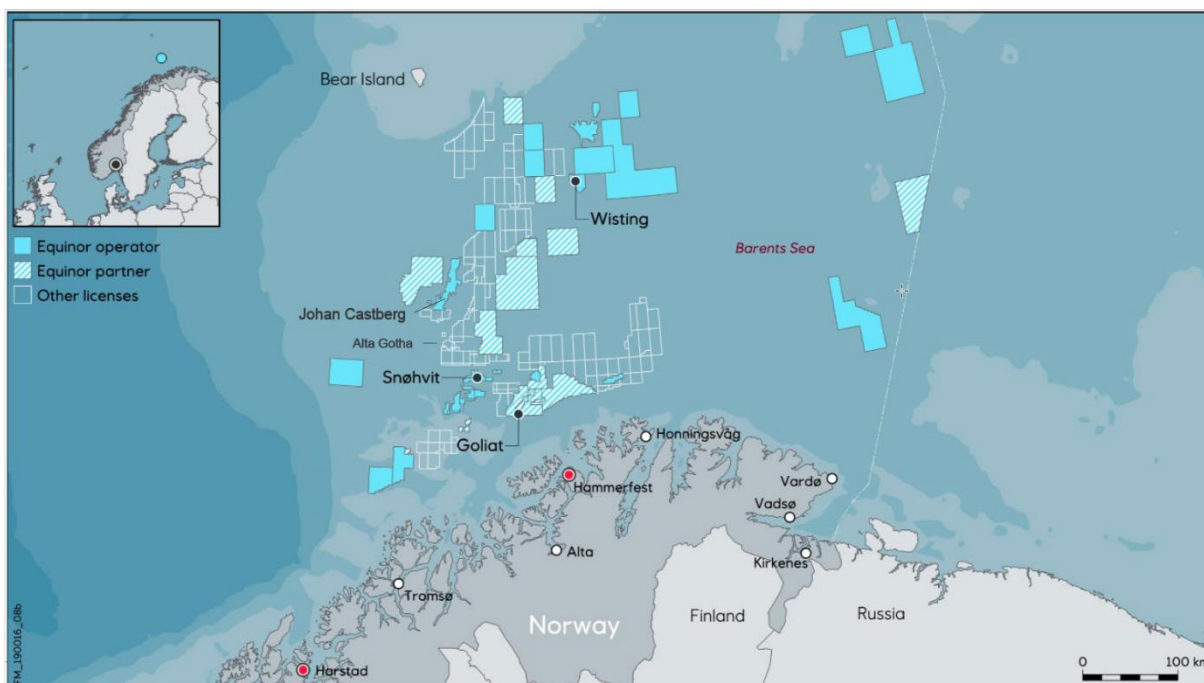 Bear Island
Wisting
Equinor operator
Equinor partner
Other licenses
Barents Sea
Johan Castberg
Alta Gotha
Snøhvit
Goliat
Honningsvåg
Hammerfest
Vardø
Vadsø
Alta
Kirkenes
Tromsø
Norway
Finland
Russia
Harstad
0 100 km
FM_190016_08b